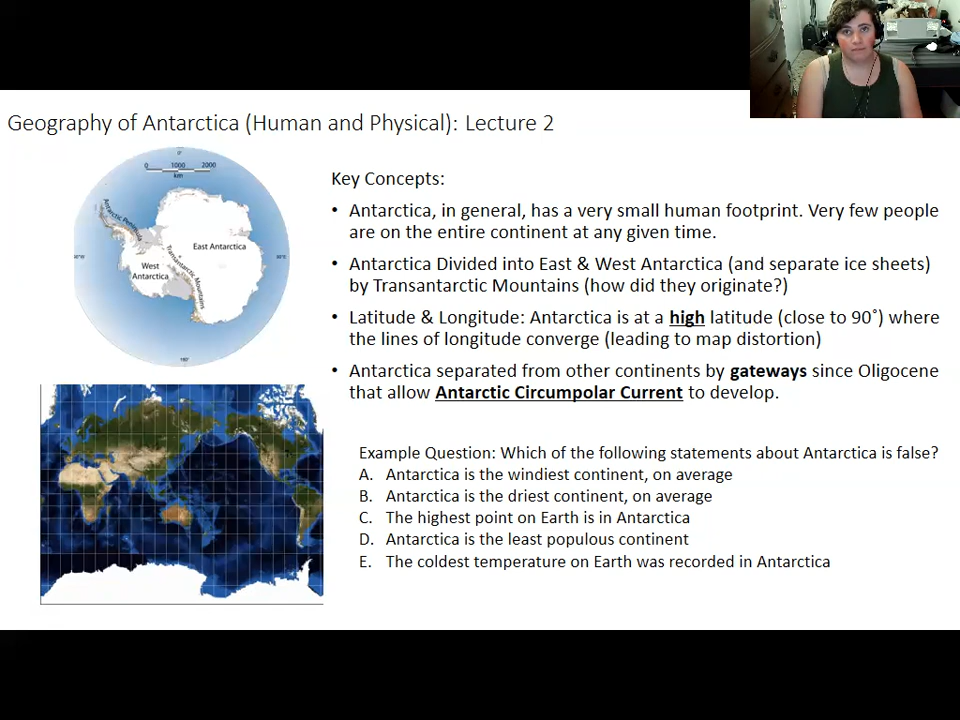 Geography of Antarctica (Human and Physical): Lecture 2
0°
0 1000 2000
km
Antarctic Peninsula
East Antarctica
West
Antarctica
Transantarctic Mountains
180°
Key Concepts:
• Antarctica, in general, has a very small human footprint. Very few people
are on the entire continent at any given time.
• Antarctica Divided into East & West Antarctica (and separate ice sheets)
by Transantarctic Mountains (how did they originate?)
• Latitude & Longitude: Antarctica is at a high latitude (close to 90˚) where
the lines of longitude converge (leading to map distortion)
• Antarctica separated from other continents by gateways since Oligocene
that allow Antarctic Circumpolar Current to develop.
Example Question: Which of the following statements about Antarctica is false?
A. Antarctica is the windiest continent, on average
B. Antarctica is the driest continent, on average
C. The highest point on Earth is in Antarctica
D. Antarctica is the least populous continent
E. The coldest temperature on Earth was recorded in Antarctica